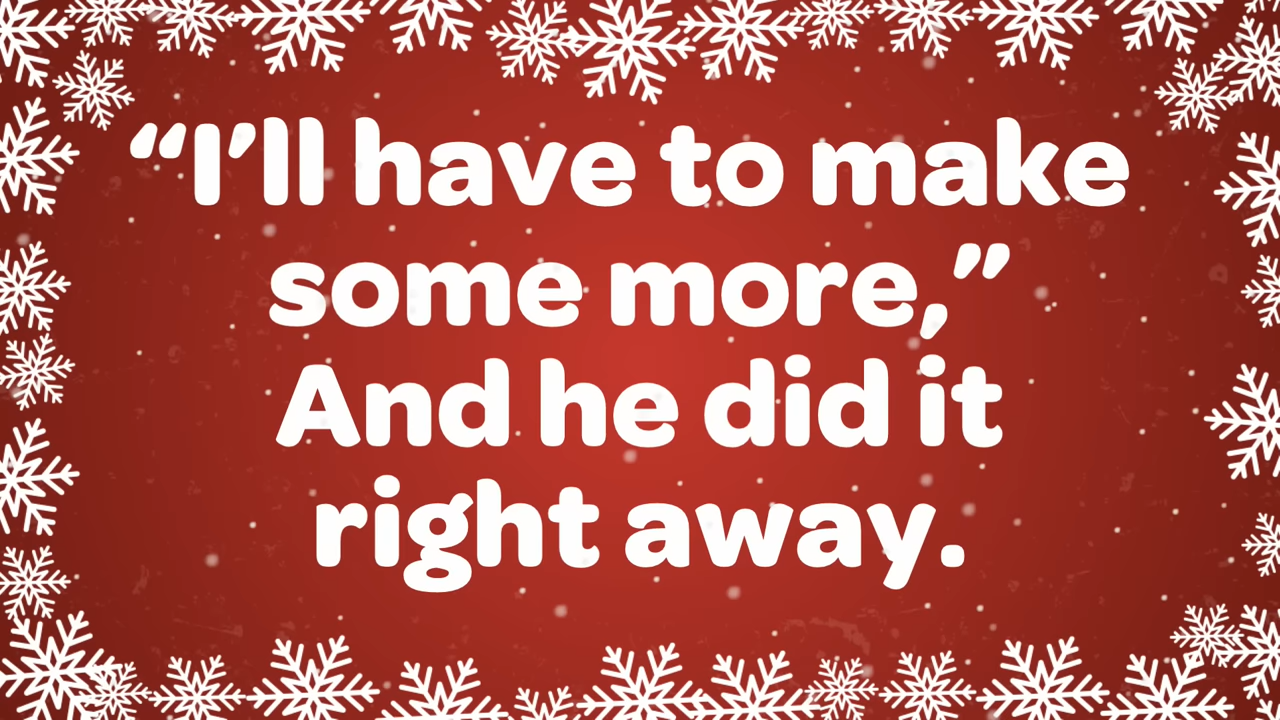 “I’ll have to make
some more,”
And he did it
right away.